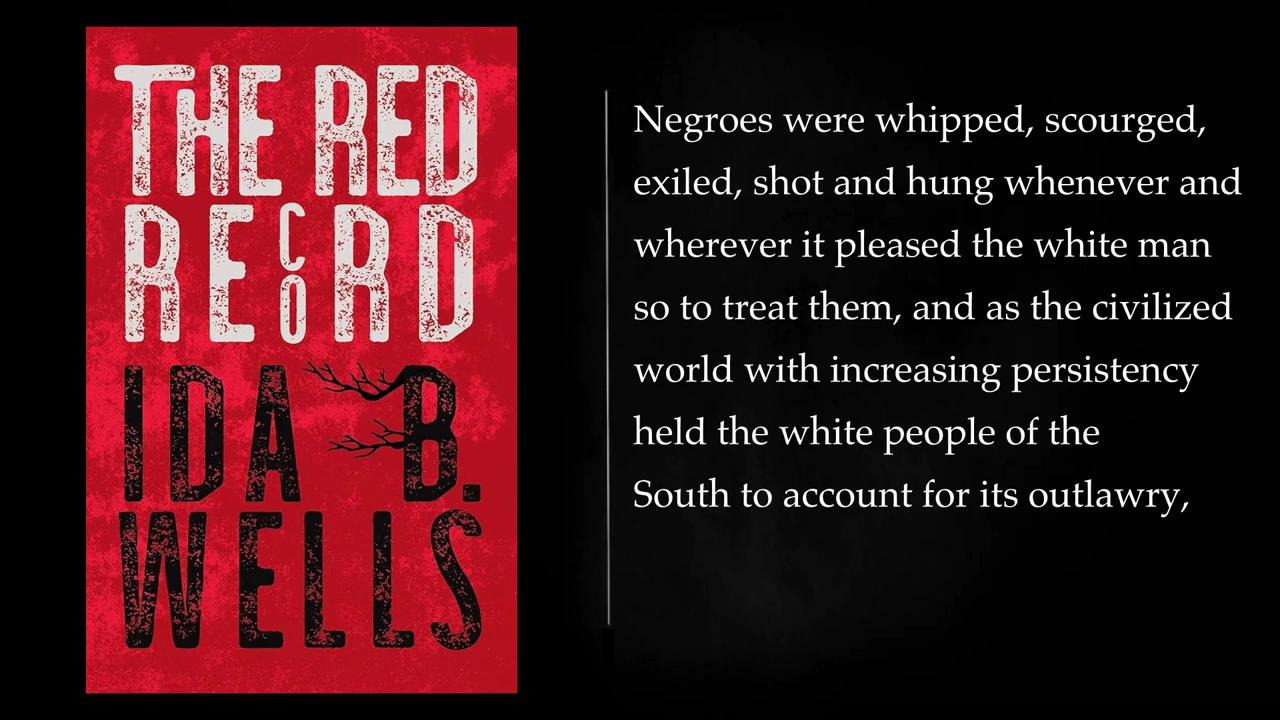 THE RED
RECORD
IDA B.
WELLS
Negroes were whipped, scourged,
exiled, shot and hung whenever and
wherever it pleased the white man
so to treat them, and as the civilized
world with increasing persistency
held the white people of the
South to account for its outlawry,